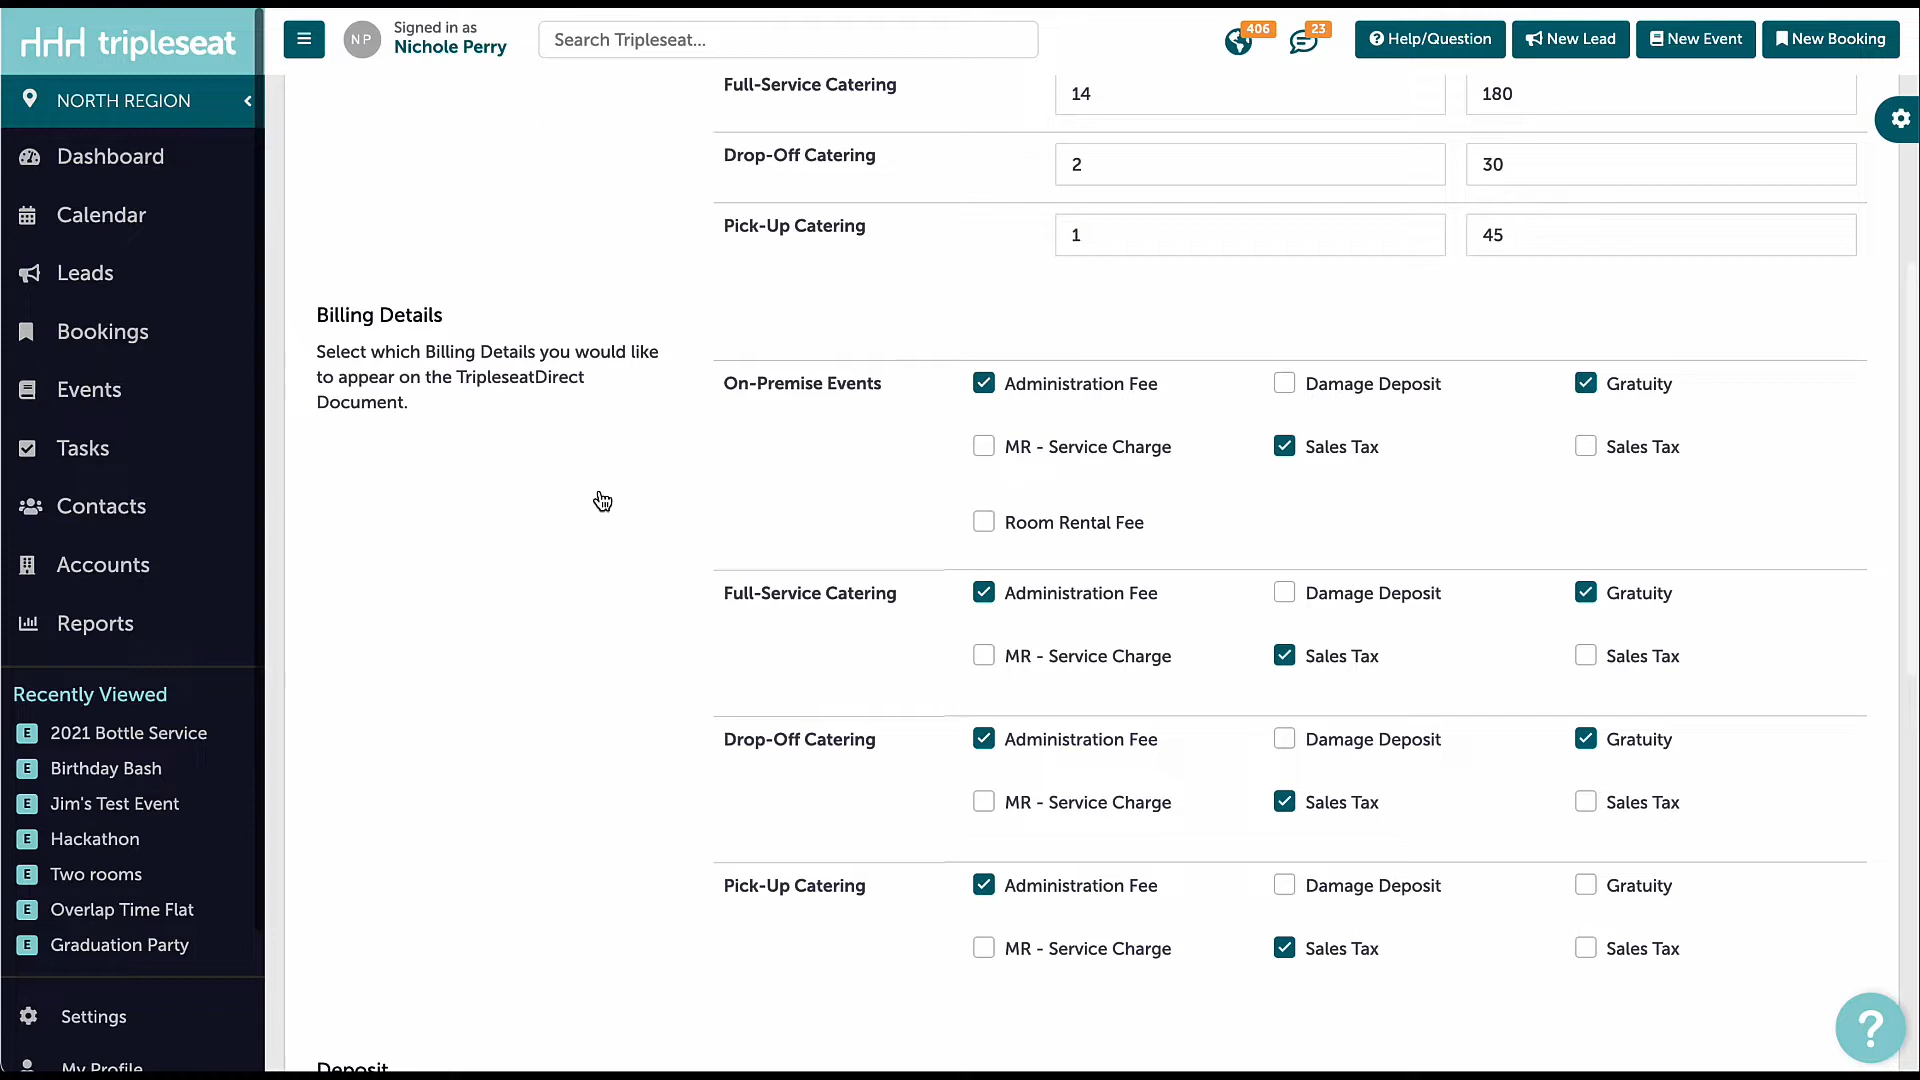 tripleseat
NP
Signed in as
Nichole Perry
Search Tripleseat...
406
23
Help/Question
New Lead
New Event
New Booking
NORTH REGION
Dashboard
Calendar
Leads
Bookings
Events
Tasks
Contacts
Accounts
Reports
Recently Viewed
E 2021 Bottle Service
E Birthday Bash
E Jim's Test Event
E Hackathon
E Two rooms
E Overlap Time Flat
E Graduation Party
Settings
My Profile
Full-Service Catering 14 180
Drop-Off Catering 2 30
Pick-Up Catering 1 45
Billing Details
Select which Billing Details you would like
to appear on the TripleseatDirect
Document.
On-Premise Events Administration Fee Damage Deposit Gratuity
MR - Service Charge Sales Tax Sales Tax
Room Rental Fee
Full-Service Catering Administration Fee Damage Deposit Gratuity
MR - Service Charge Sales Tax Sales Tax
Drop-Off Catering Administration Fee Damage Deposit Gratuity
MR - Service Charge Sales Tax Sales Tax
Pick-Up Catering Administration Fee Damage Deposit Gratuity
MR - Service Charge Sales Tax Sales Tax
Deposit
?